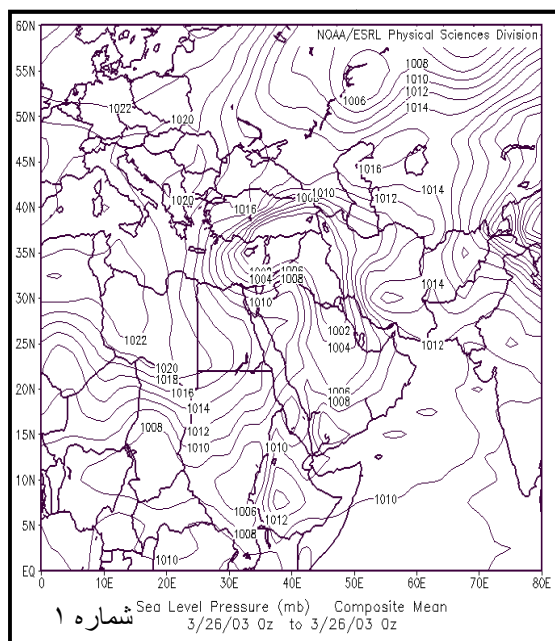 60N
NOAA/ESRL Physical Sciences Division
1008
55N
1010
1012
1006
1022
1014
50N
1020
45N
1016
1010
1014
1020
1012
40N
1016
35N
1006
1004
1008
1014
30N
1010
1002
1022
25N
1012
1004
1020
1018
20N
1016
1006
1008
1014
1008
1012
15N
1010
1010
10N
1010
1006
1012
5N
1008
1010
EQ
0 10E 20E 30E 40E 50E 60E 70E 80E
شماره ۱
Sea Level Pressure (mb) Composite Mean
3/26/03 0z to 3/26/03 0z